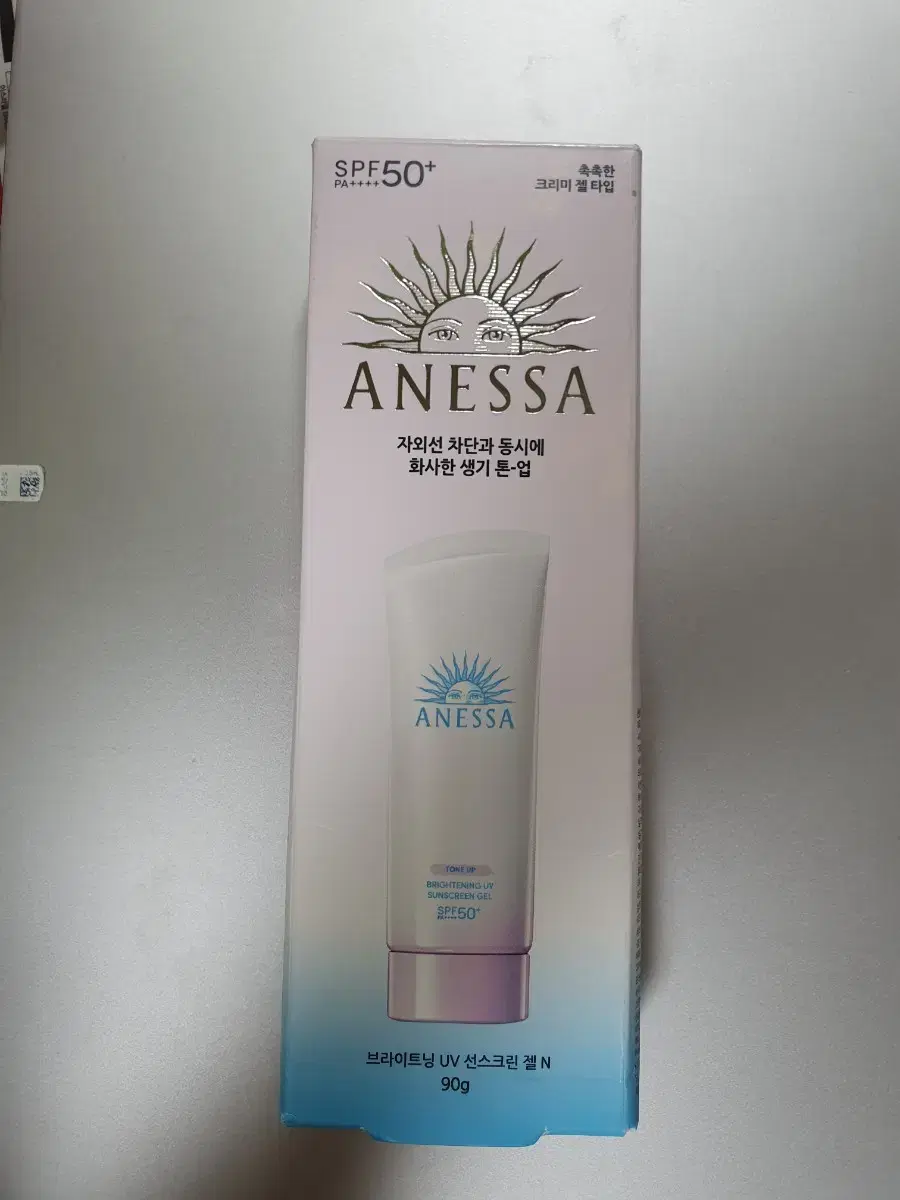 SPF50+
PA++++
촉촉한
크리미 젤 타입
ANESSA
자외선 차단과 동시에
화사한 생기 톤-업
ANESSA
TONE UP
BRIGHTENING UV
SUNSCREEN GEL
SPF50+
PA++++
브라이트닝 UV 선스크린 젤 N
90g